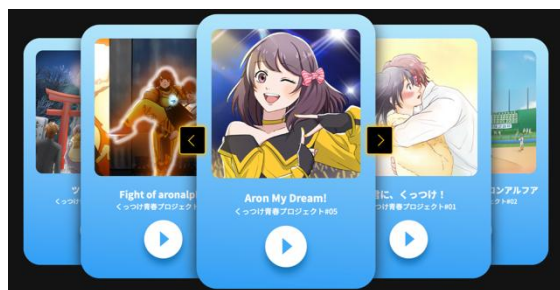 ツ
くっつけ
Fight of aronalp
くっつけ青春プロジェクト
Aron My Dream!
くっつけ青春プロジェクト#05
に、くっつけ！
つけ青春プロジェクト#01
ロンアルフア
ト#02